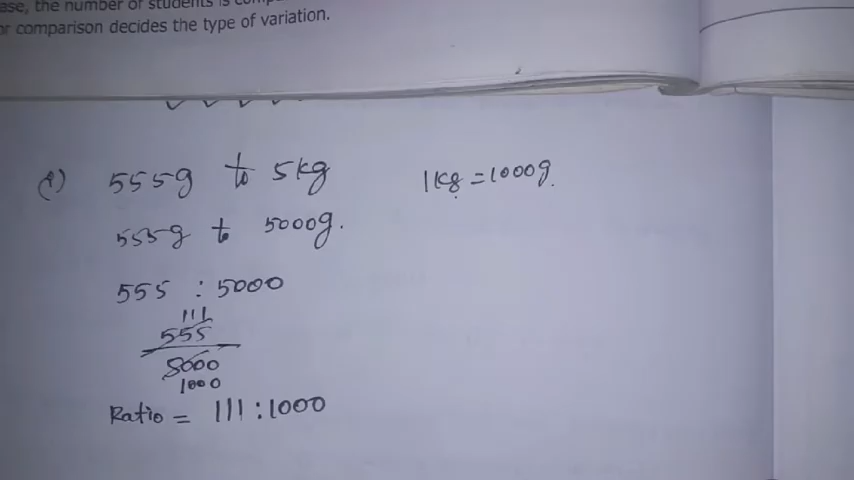 ase, the number of students is
or comparison decides the type of variation.
555g to 5kg 1kg = 1000g.
555g to 5000g.
555 : 5000
111
555
5000
1000
Ratio = 111 : 1000